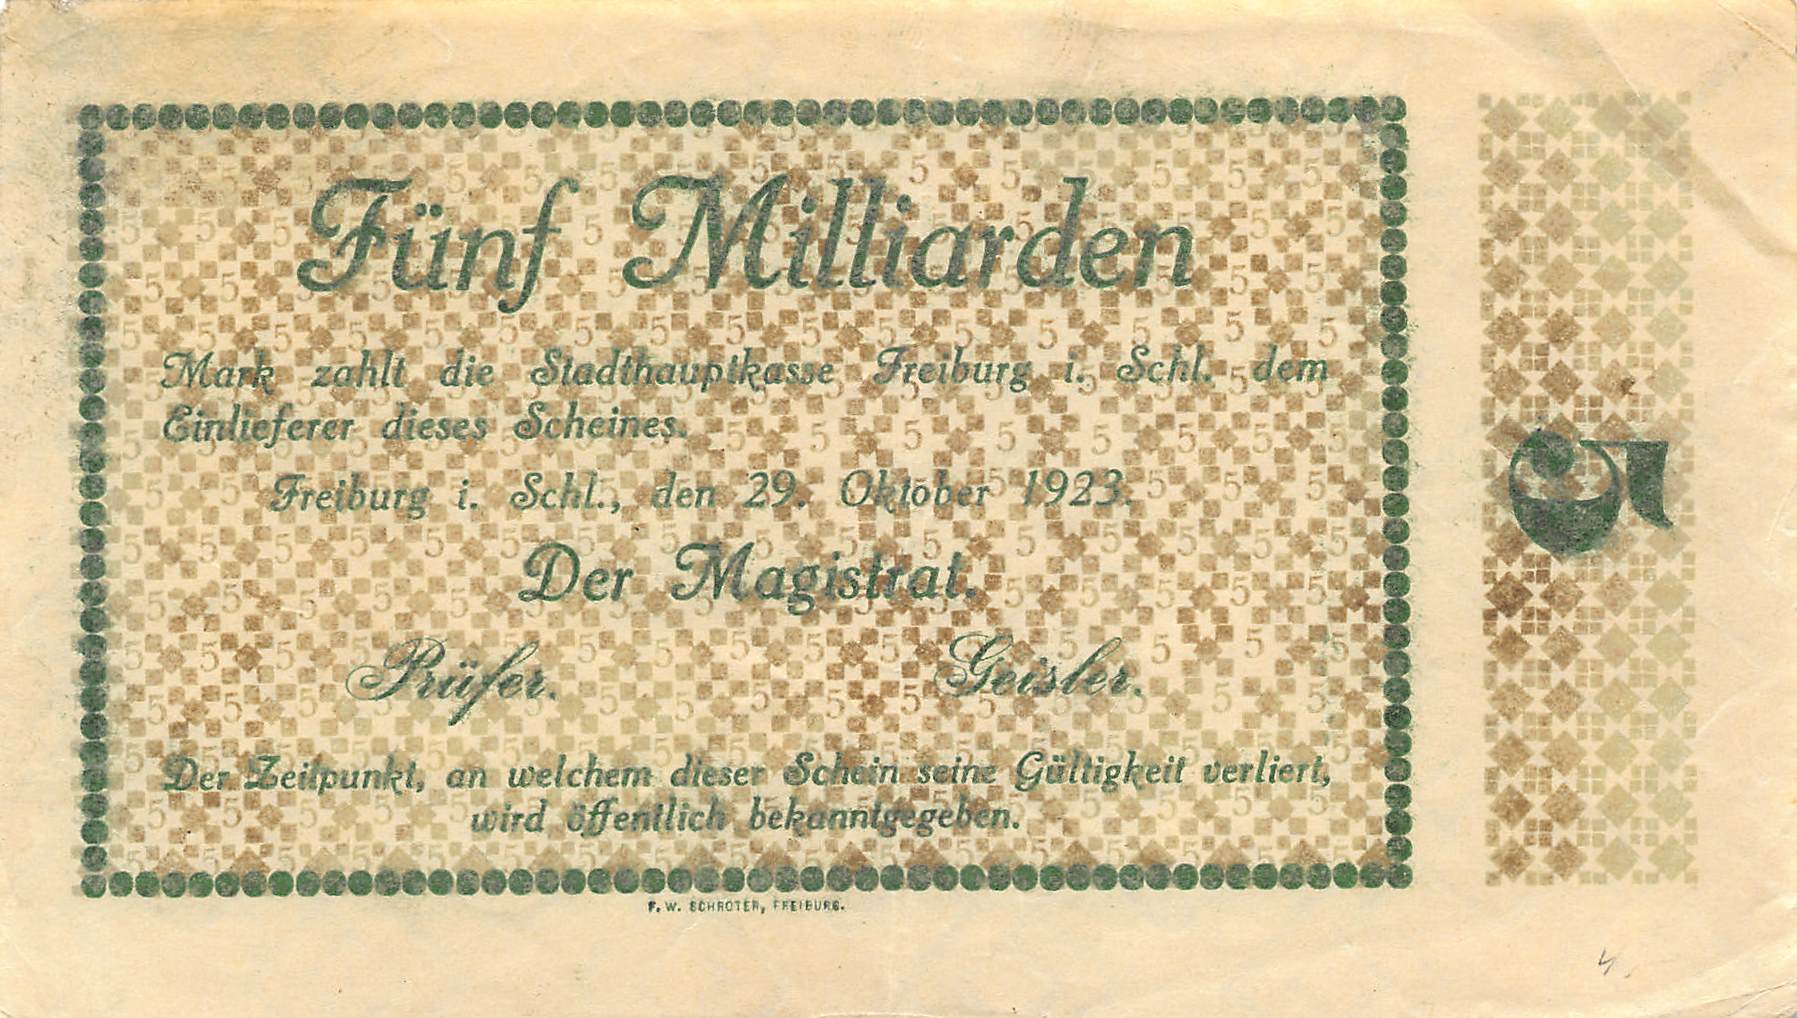 Fünf Milliarden
Mark zahlt die Stadthauptkasse Freiburg i. Schl. dem
Einlieferer dieses Scheines.
Freiburg i. Schl., den 29. Oktober 1923.
Der Magistrat.
Prüfer. Geisler.
Der Zeitpunkt, an welchem dieser Schein seine Gültigkeit verliert,
wird öffentlich bekanntgegeben.
F. W. SCHROTER, FREIBURG.
5